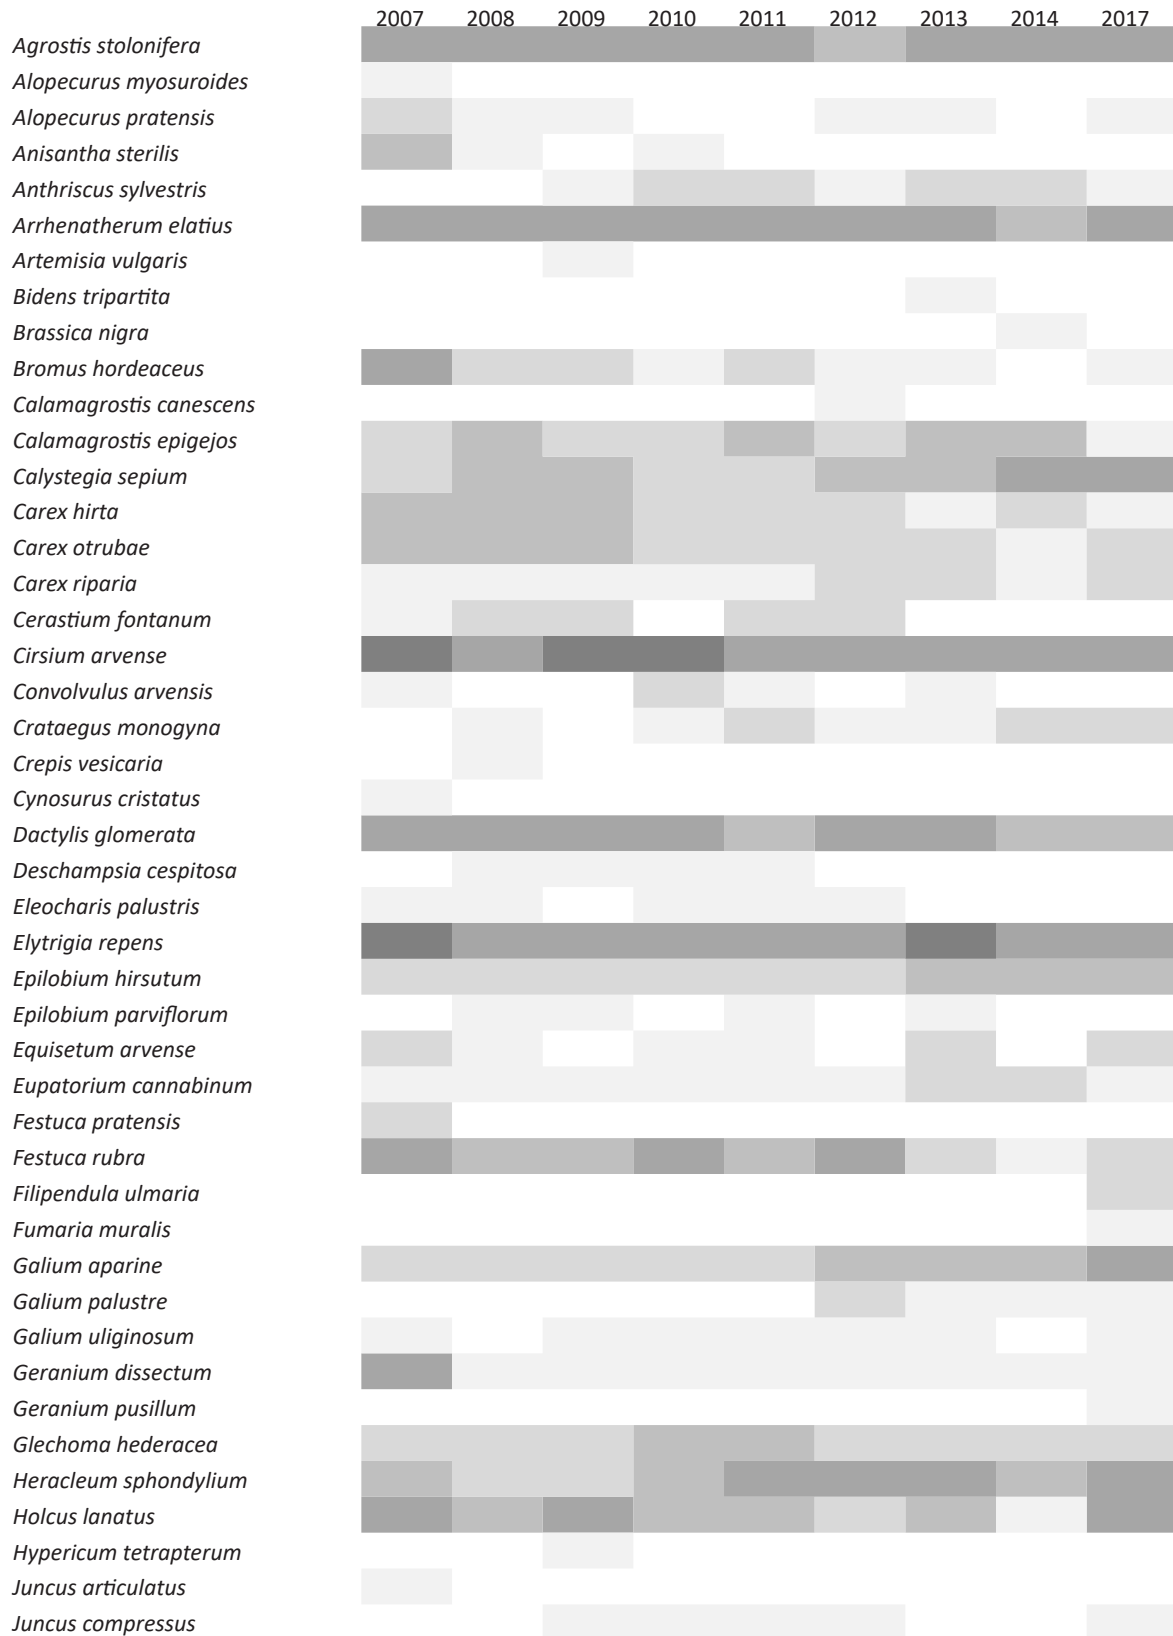 2007 2008 2009 2010 2011 2012 2013 2014 2017
Agrostis stolonifera
Alopecurus myosuroides
Alopecurus pratensis
Anisantha sterilis
Anthriscus sylvestris
Arrhenatherum elatius
Artemisia vulgaris
Bidens tripartita
Brassica nigra
Bromus hordeaceus
Calamagrostis canescens
Calamagrostis epigejos
Calystegia sepium
Carex hirta
Carex otrubae
Carex riparia
Cerastium fontanum
Cirsium arvense
Convolvulus arvensis
Crataegus monogyna
Crepis vesicaria
Cynosurus cristatus
Dactylis glomerata
Deschampsia cespitosa
Eleocharis palustris
Elytrigia repens
Epilobium hirsutum
Epilobium parviflorum
Equisetum arvense
Eupatorium cannabinum
Festuca pratensis
Festuca rubra
Filipendula ulmaria
Fumaria muralis
Galium aparine
Galium palustre
Galium uliginosum
Geranium dissectum
Geranium pusillum
Glechoma hederacea
Heracleum sphondylium
Holcus lanatus
Hypericum tetrapterum
Juncus articulatus
Juncus compressus